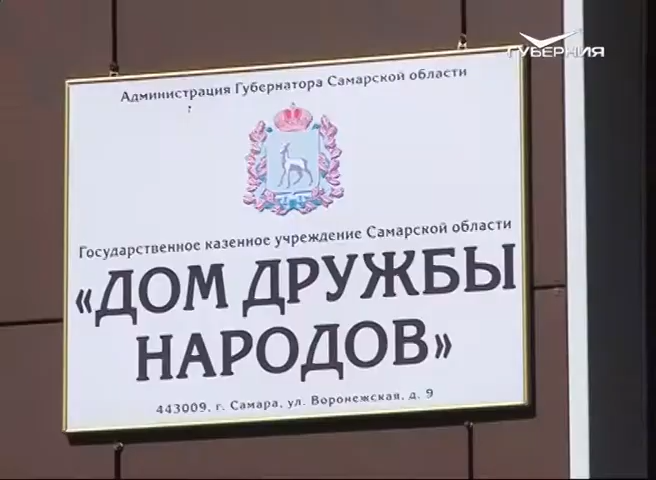 ГУБЕРНИЯ
Администрация Губернатора Самарской области
Государственное казенное учреждение Самарской области
«ДОМ ДРУЖБЫ
НАРОДОВ»
443009, г. Самара, ул. Воронежская, д. 9